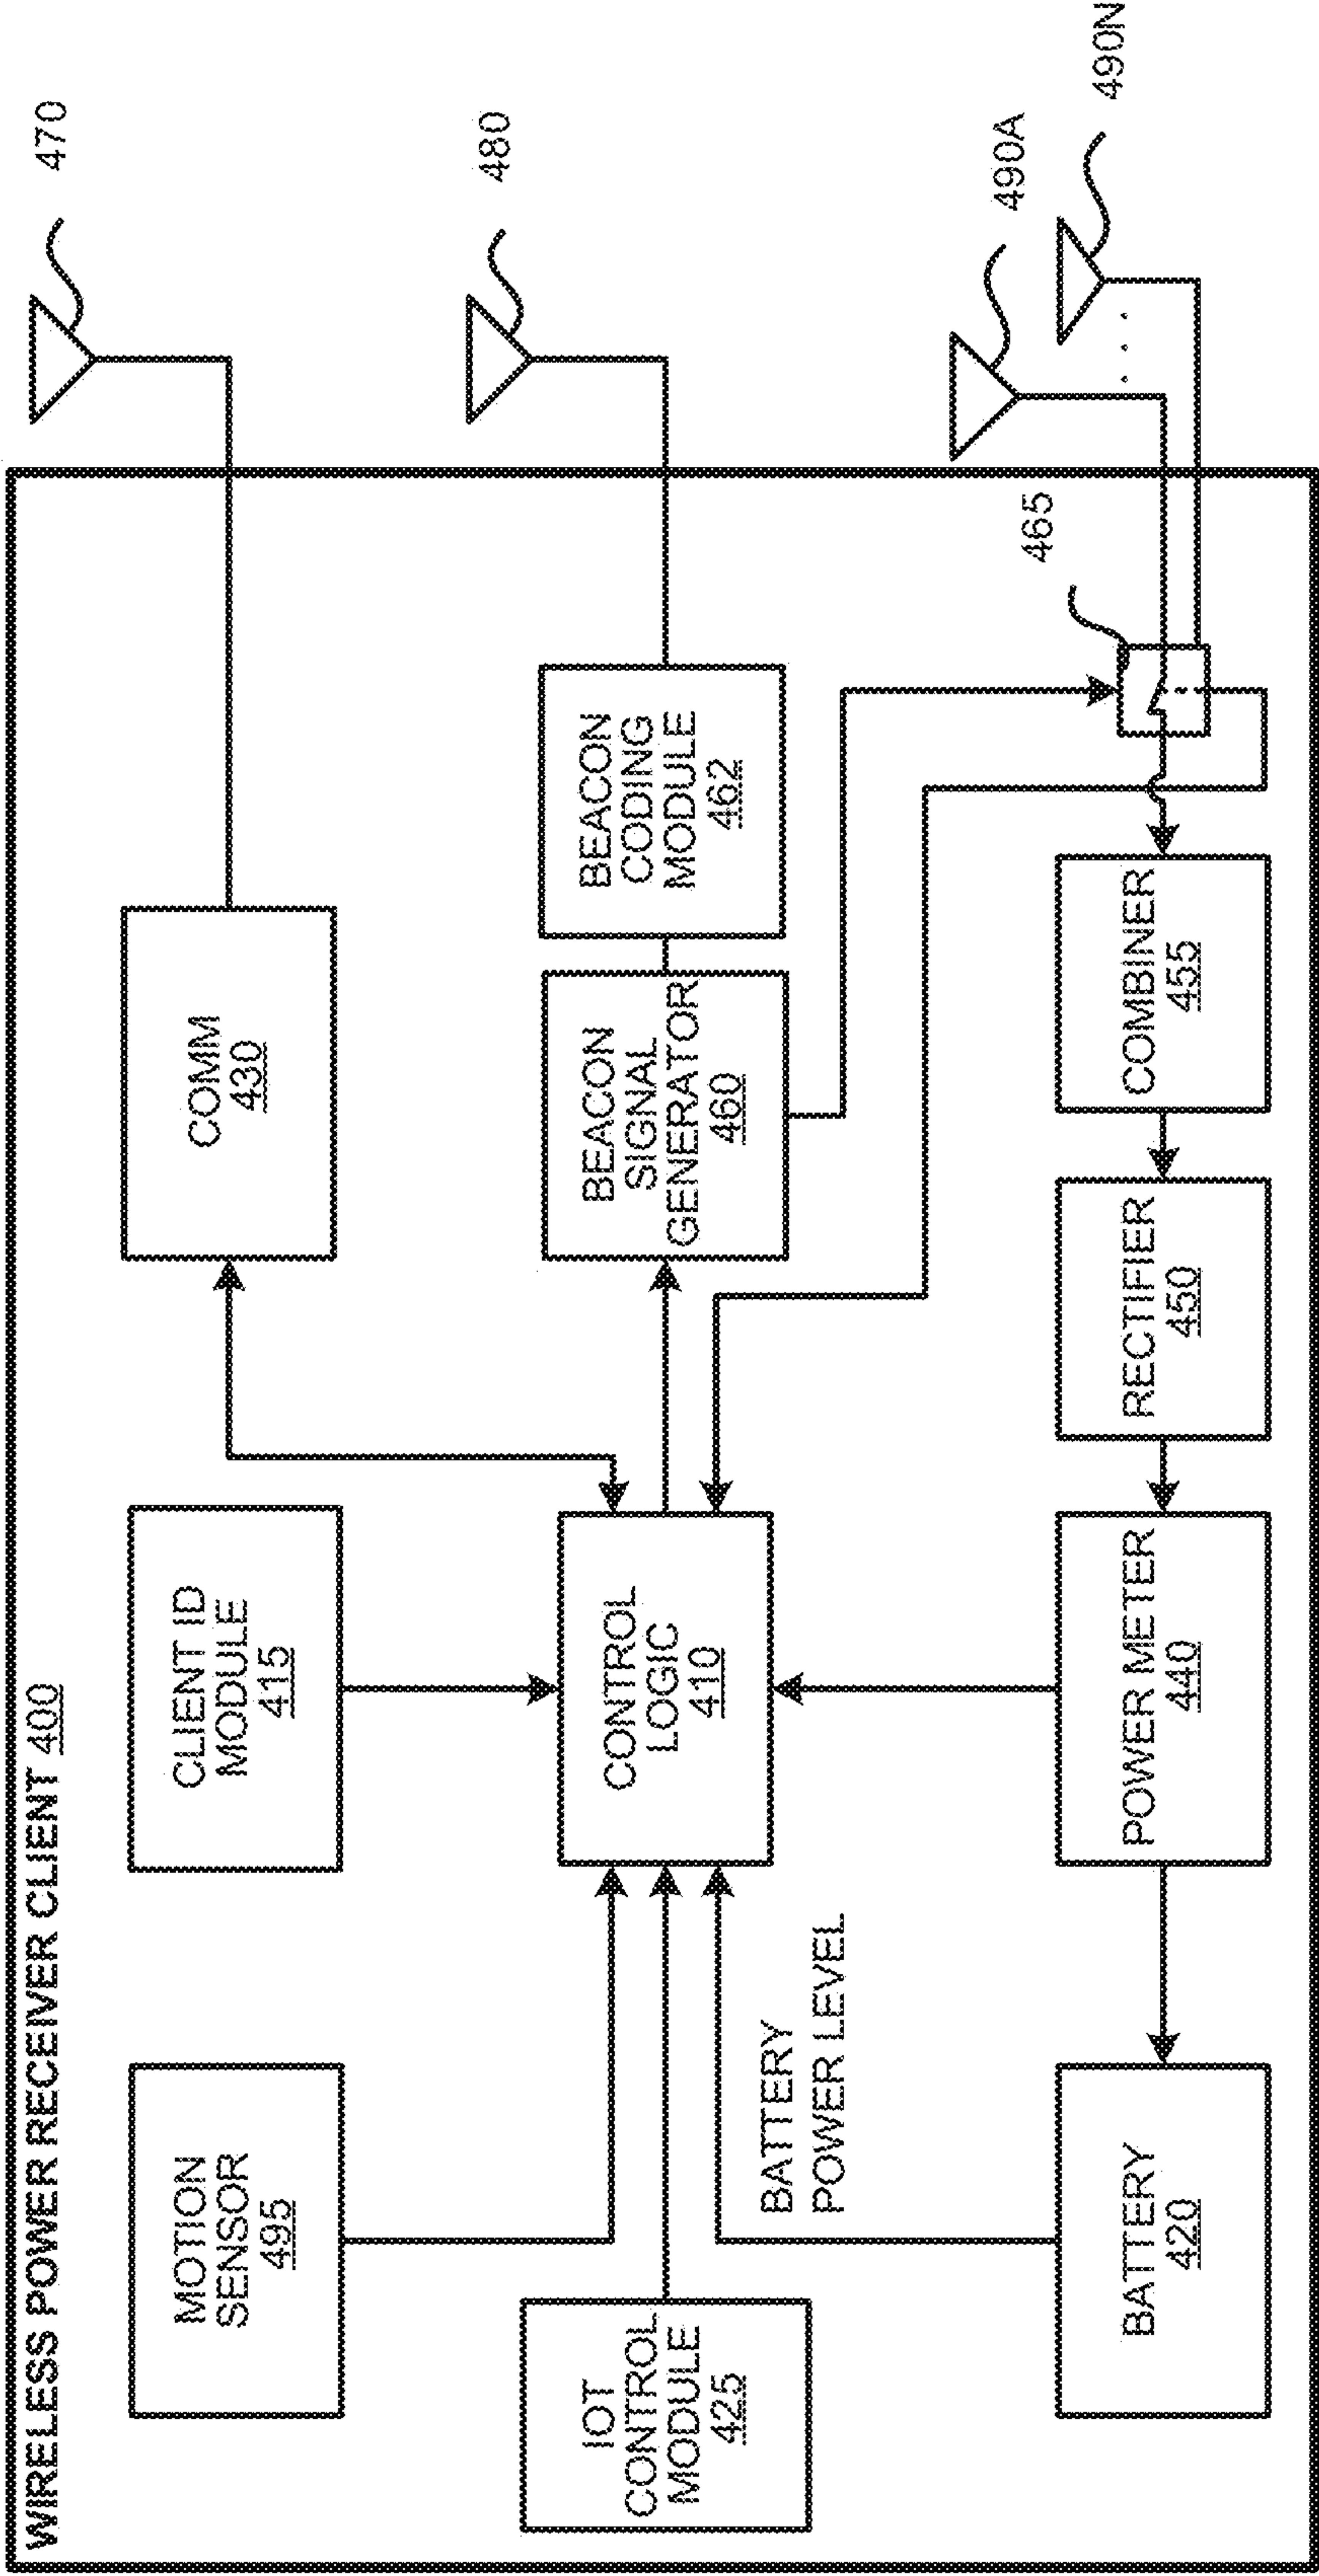 WIRELESS POWER RECEIVER CLIENT 400
MOTION
SENSOR
495
CLIENT ID
MODULE
415
COMM
430
470
IOT
CONTROL
MODULE
425
CONTROL
LOGIC
410
BEACON
SIGNAL
GENERATOR
460
BEACON
CODING
MODULE
462
480
BATTERY
POWER LEVEL
BATTERY
420
POWER METER
440
RECTIFIER
450
COMBINER
455
465
490A
490N
. . .